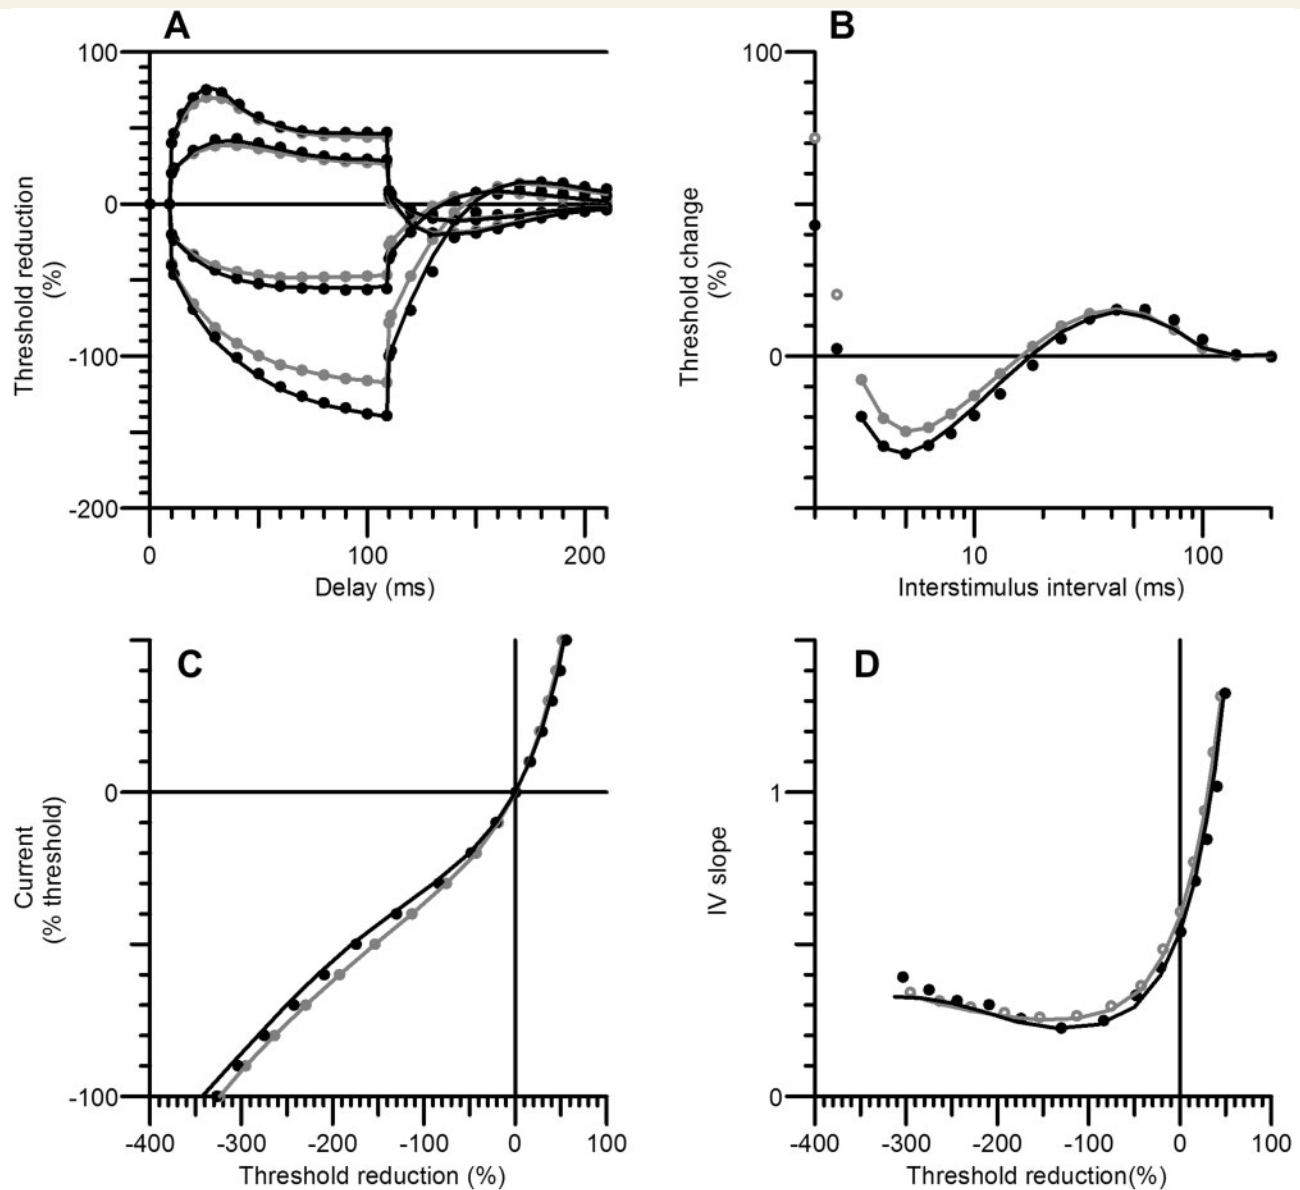 A
100
0
-100
-200
Threshold reduction
(%)
0
100
200
Delay (ms)
B
100
0
Threshold change
(%)
10
100
Interstimulus interval (ms)
C
0
-100
Current
(% threshold)
-400
-300
-200
-100
0
100
Threshold reduction (%)
D
1
0
IV slope
-400
-300
-200
-100
0
100
Threshold reduction(%)